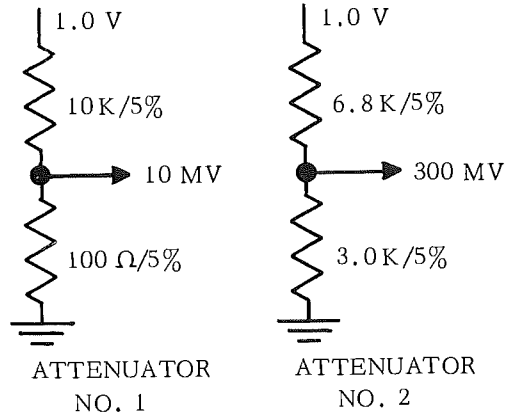 1.0 V
10K/5%
10 MV
100 Ω/5%
ATTENUATOR
NO. 1
1.0 V
6.8K/5%
300 MV
3.0K/5%
ATTENUATOR
NO. 2